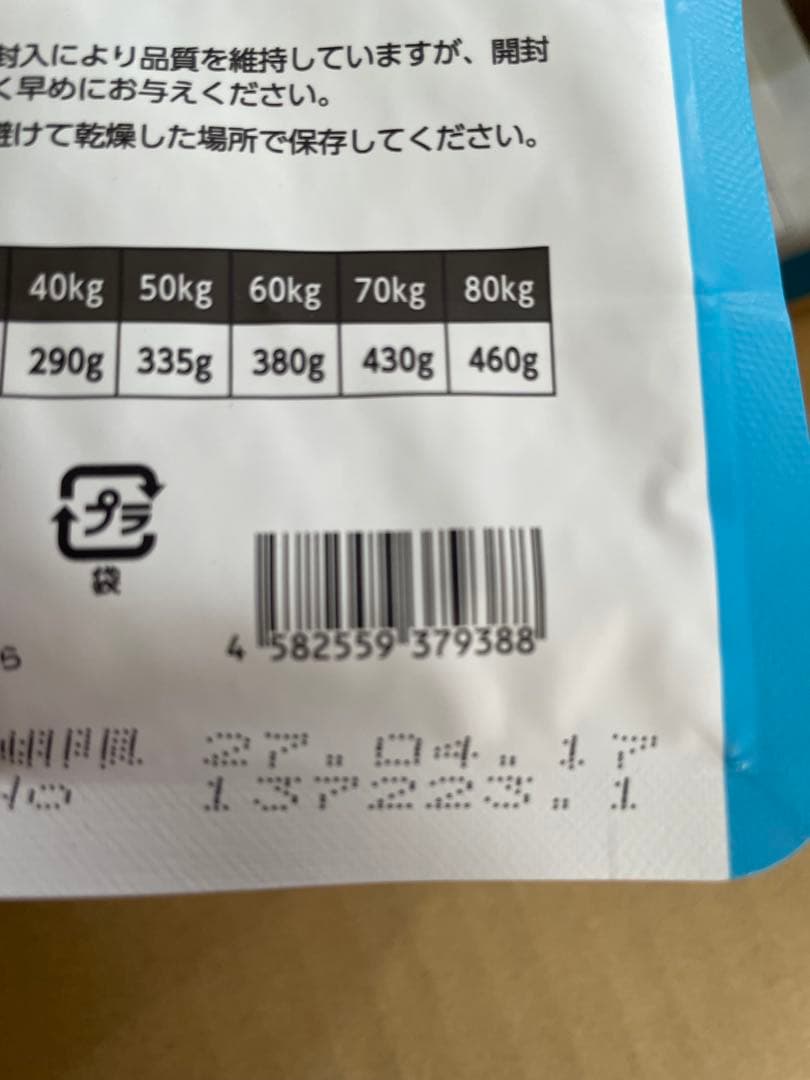 封入により品質を維持していますが、開封
く早めにお与えください。
避けて乾燥した場所で保存してください。
40kg 50kg 60kg 70kg 80kg
290g 335g 380g 430g 460g
プラ
袋
4 582559 379388
27.04.17
137223.1